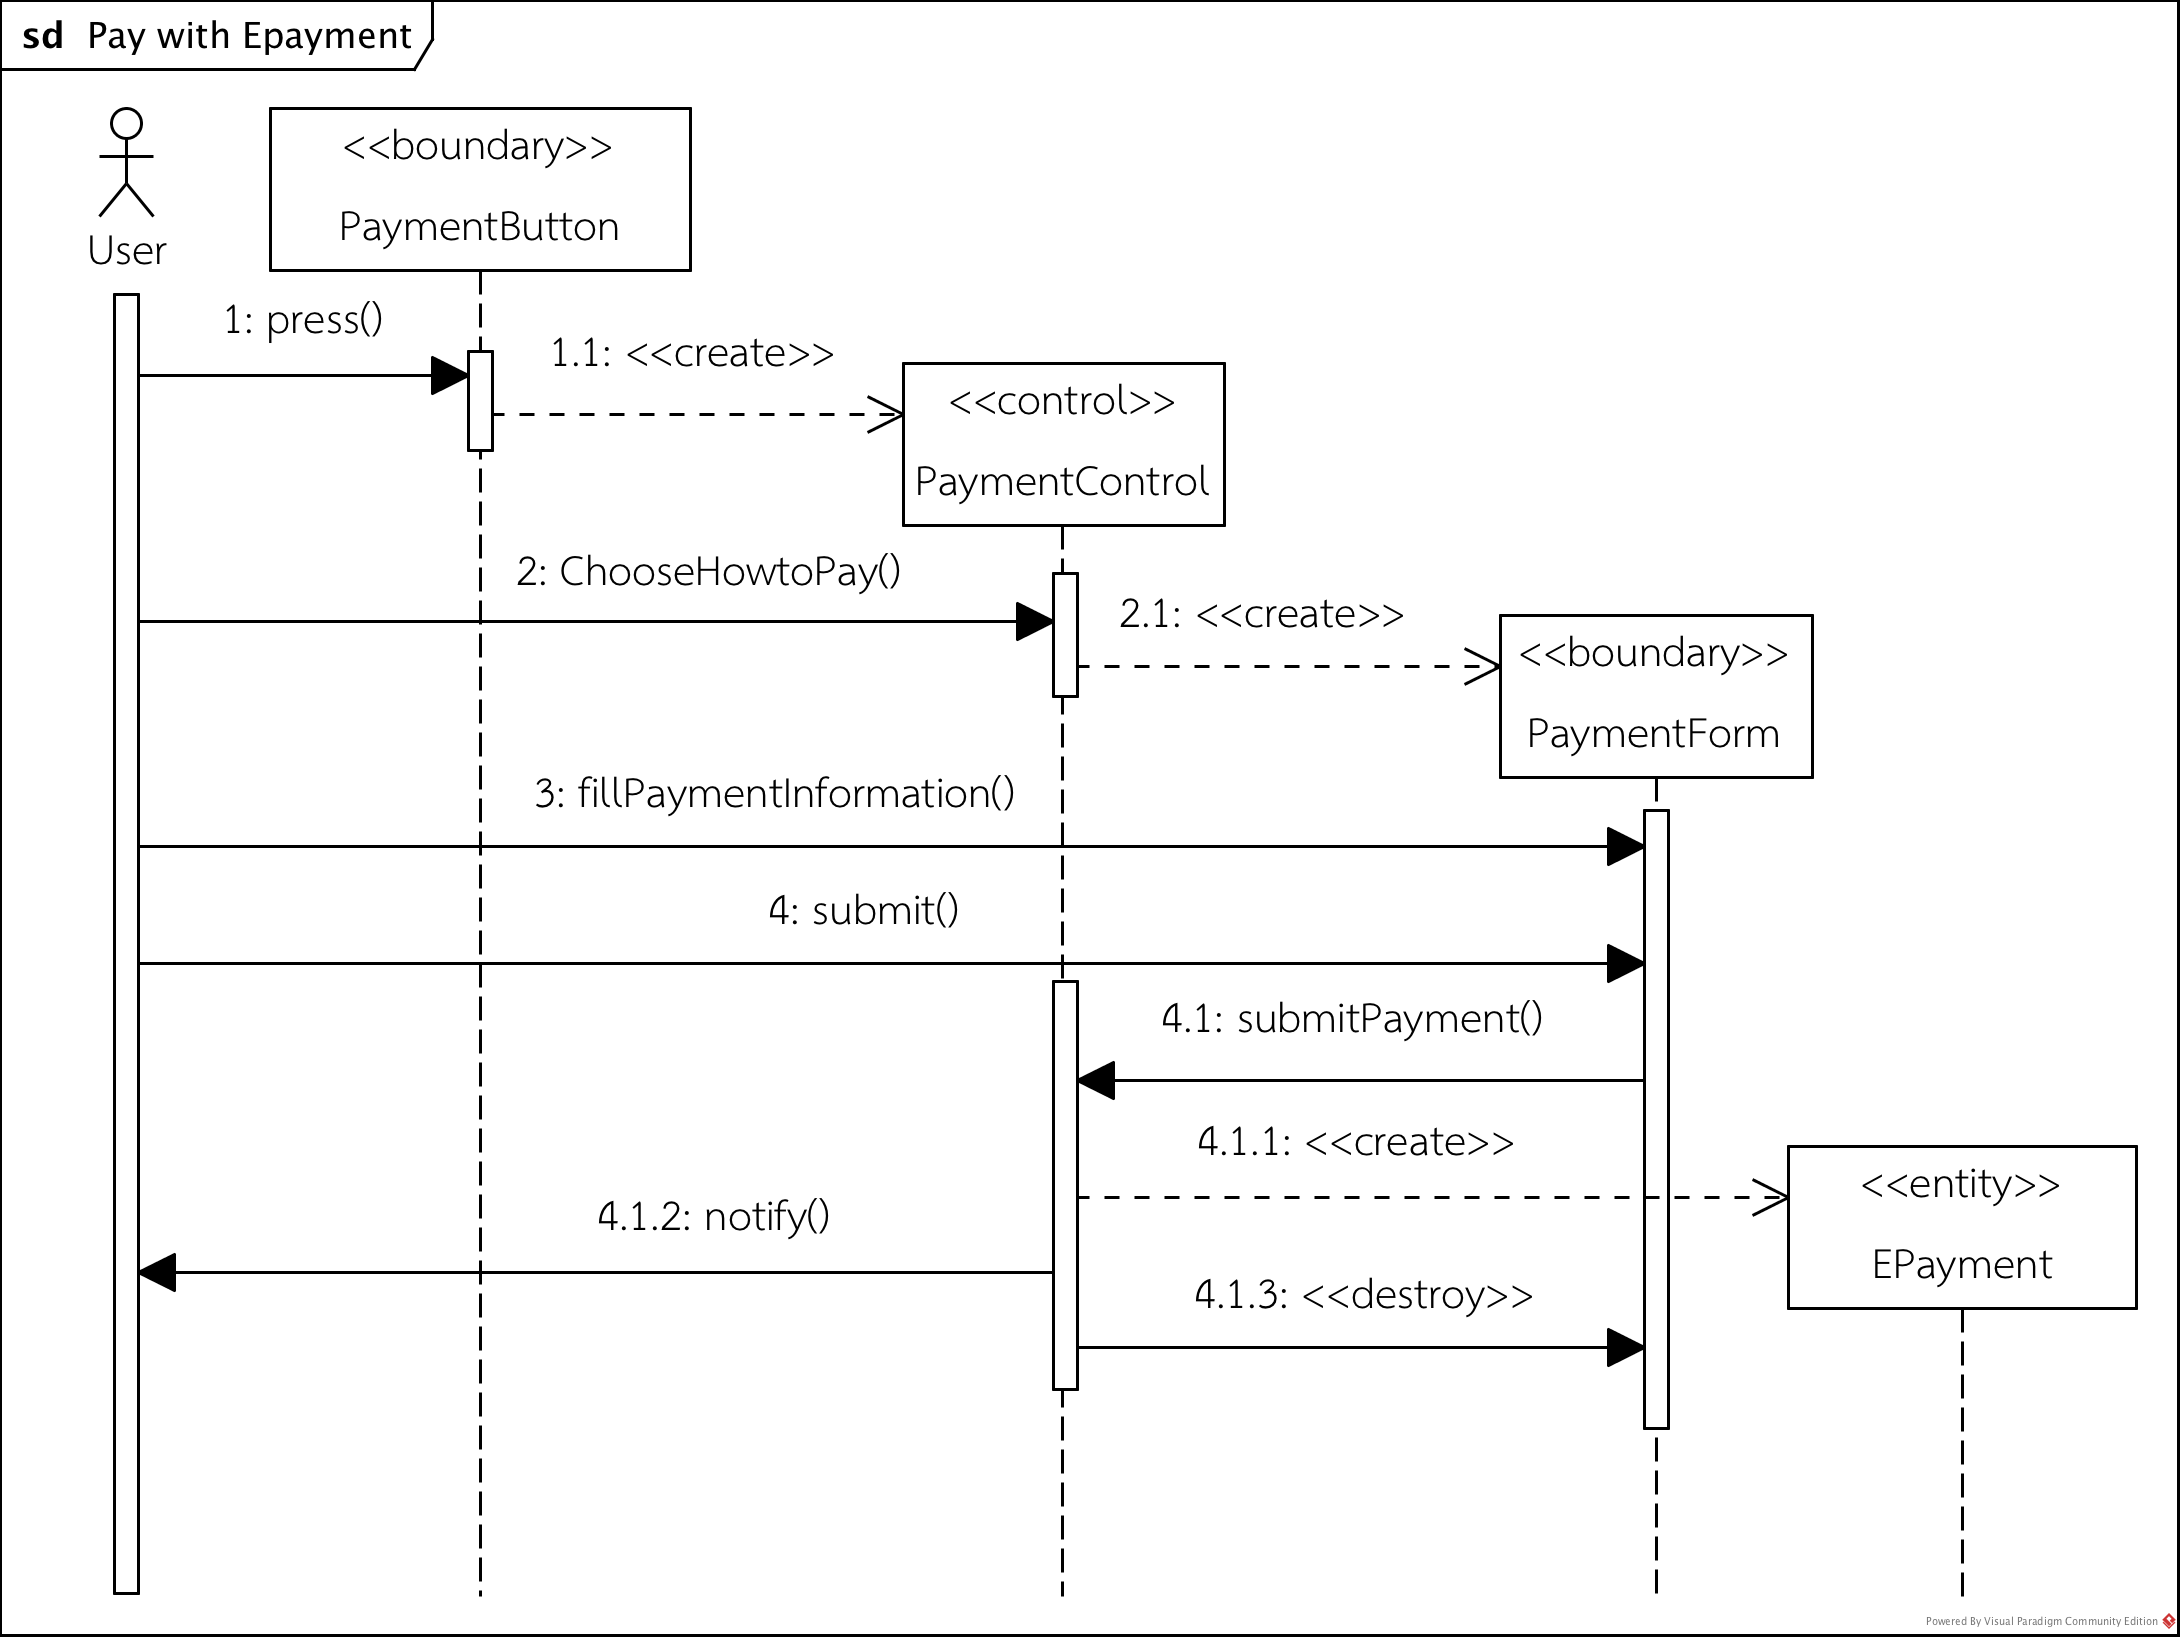 sd Pay with Epayment
<<boundary>>
PaymentButton
User
1: press()
1.1: <<create>>
<<control>>
PaymentControl
2: ChooseHowtoPay()
2.1: <<create>>
<<boundary>>
PaymentForm
3: fillPaymentInformation()
4: submit()
4.1: submitPayment()
4.1.1: <<create>>
<<entity>>
EPayment
4.1.2: notify()
4.1.3: <<destroy>>
Powered By Visual Paradigm Community Edition